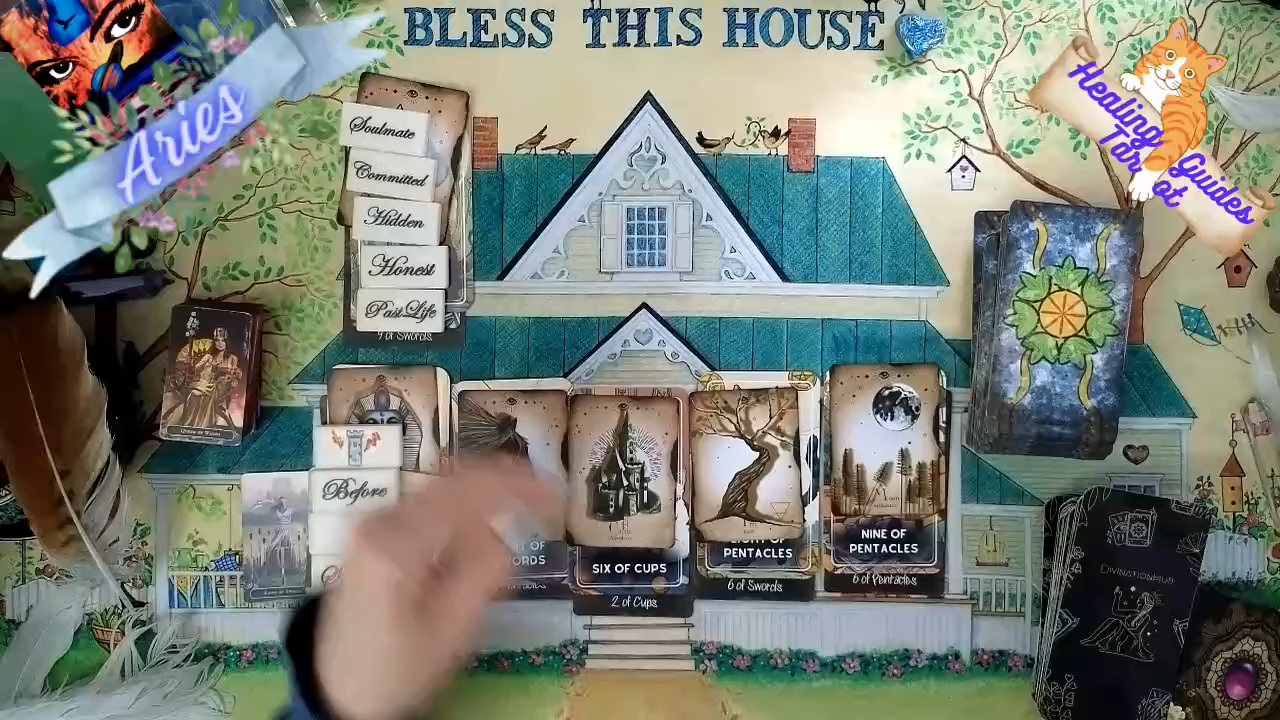 BLESS THIS HOUSE
Aries
Healing Guides
Tarot
Soulmate
Committed
Hidden
Honest
Past Life
9 of Swords
QUEEN OF WANDS
Before
SIX OF CUPS
2 of Cups
PENTACLES
6 of Swords
NINE OF
PENTACLES
6 of Pentacles